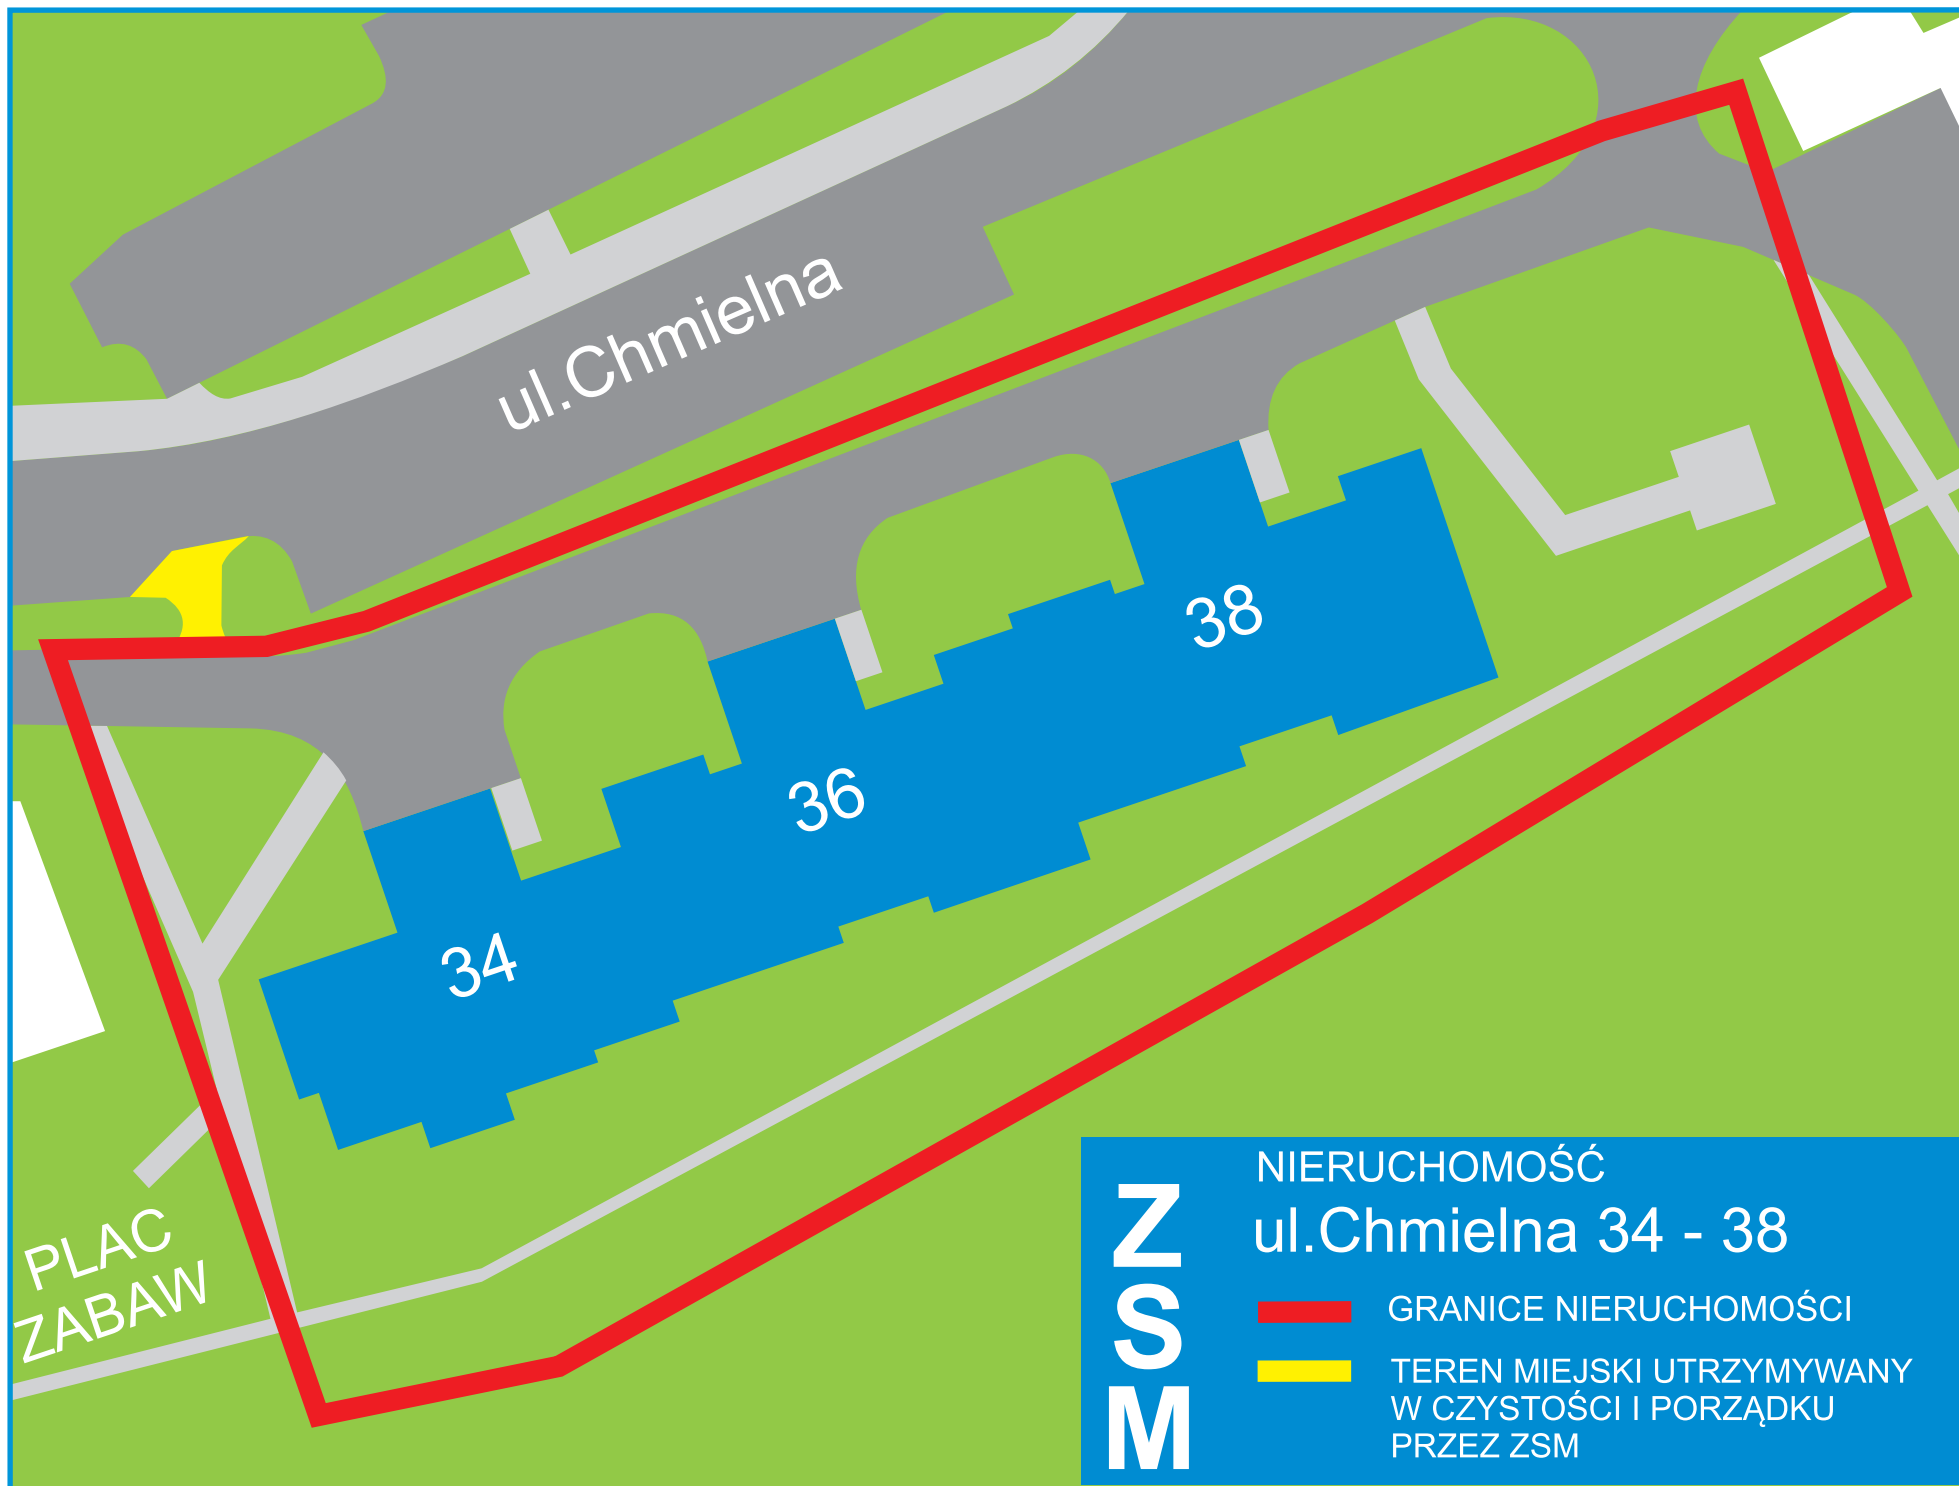 ul.Chmielna
38
36
34
PLAC
ZABAW
ZSM
NIERUCHOMOŚĆ
ul.Chmielna 34 - 38
GRANICE NIERUCHOMOŚCI
TEREN MIEJSKI UTRZYMYWANY
W CZYSTOŚCI I PORZĄDKU
PRZEZ ZSM